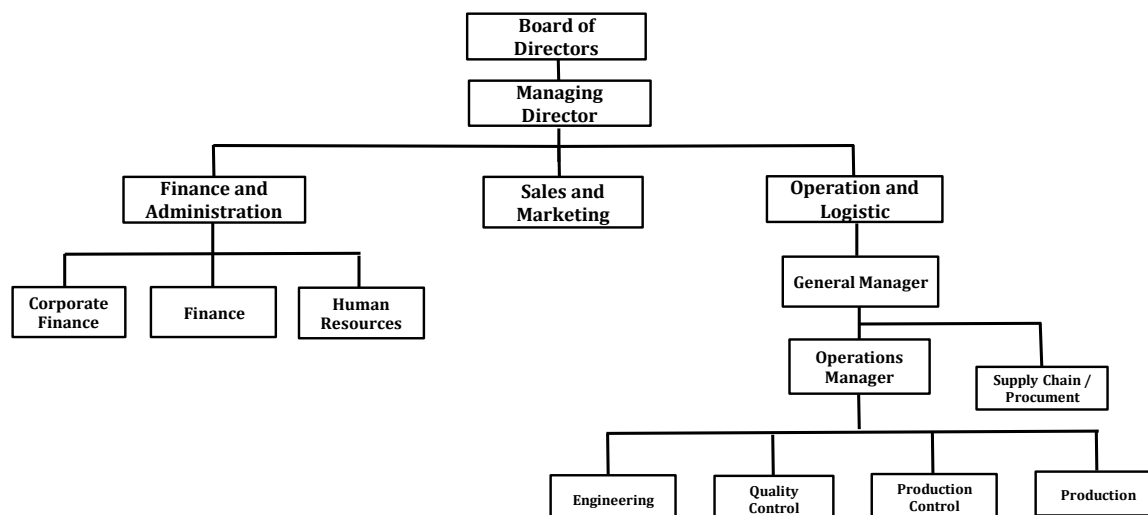 Board of
Directors
Managing
Director
Finance and
Administration
Sales and
Marketing
Operation and
Logistic
General Manager
Corporate
Finance
Finance
Human
Resources
Operations
Manager
Supply Chain /
Procument
Engineering
Quality
Control
Production
Control
Production